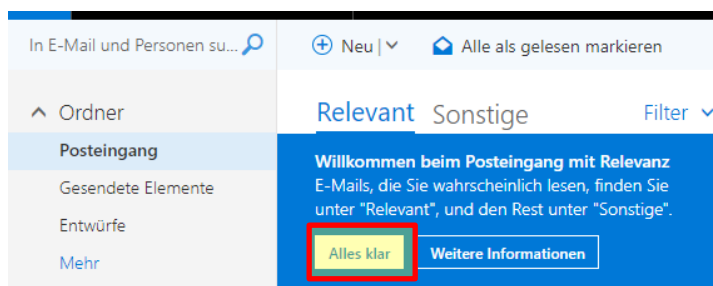 In E-Mail und Personen su...
Neu
Alle als gelesen markieren
Ordner
Posteingang
Gesendete Elemente
Entwürfe
Mehr
Relevant Sonstige Filter
Willkommen beim Posteingang mit Relevanz
E-Mails, die Sie wahrscheinlich lesen, finden Sie
unter "Relevant", und den Rest unter "Sonstige".
Alles klar
Weitere Informationen